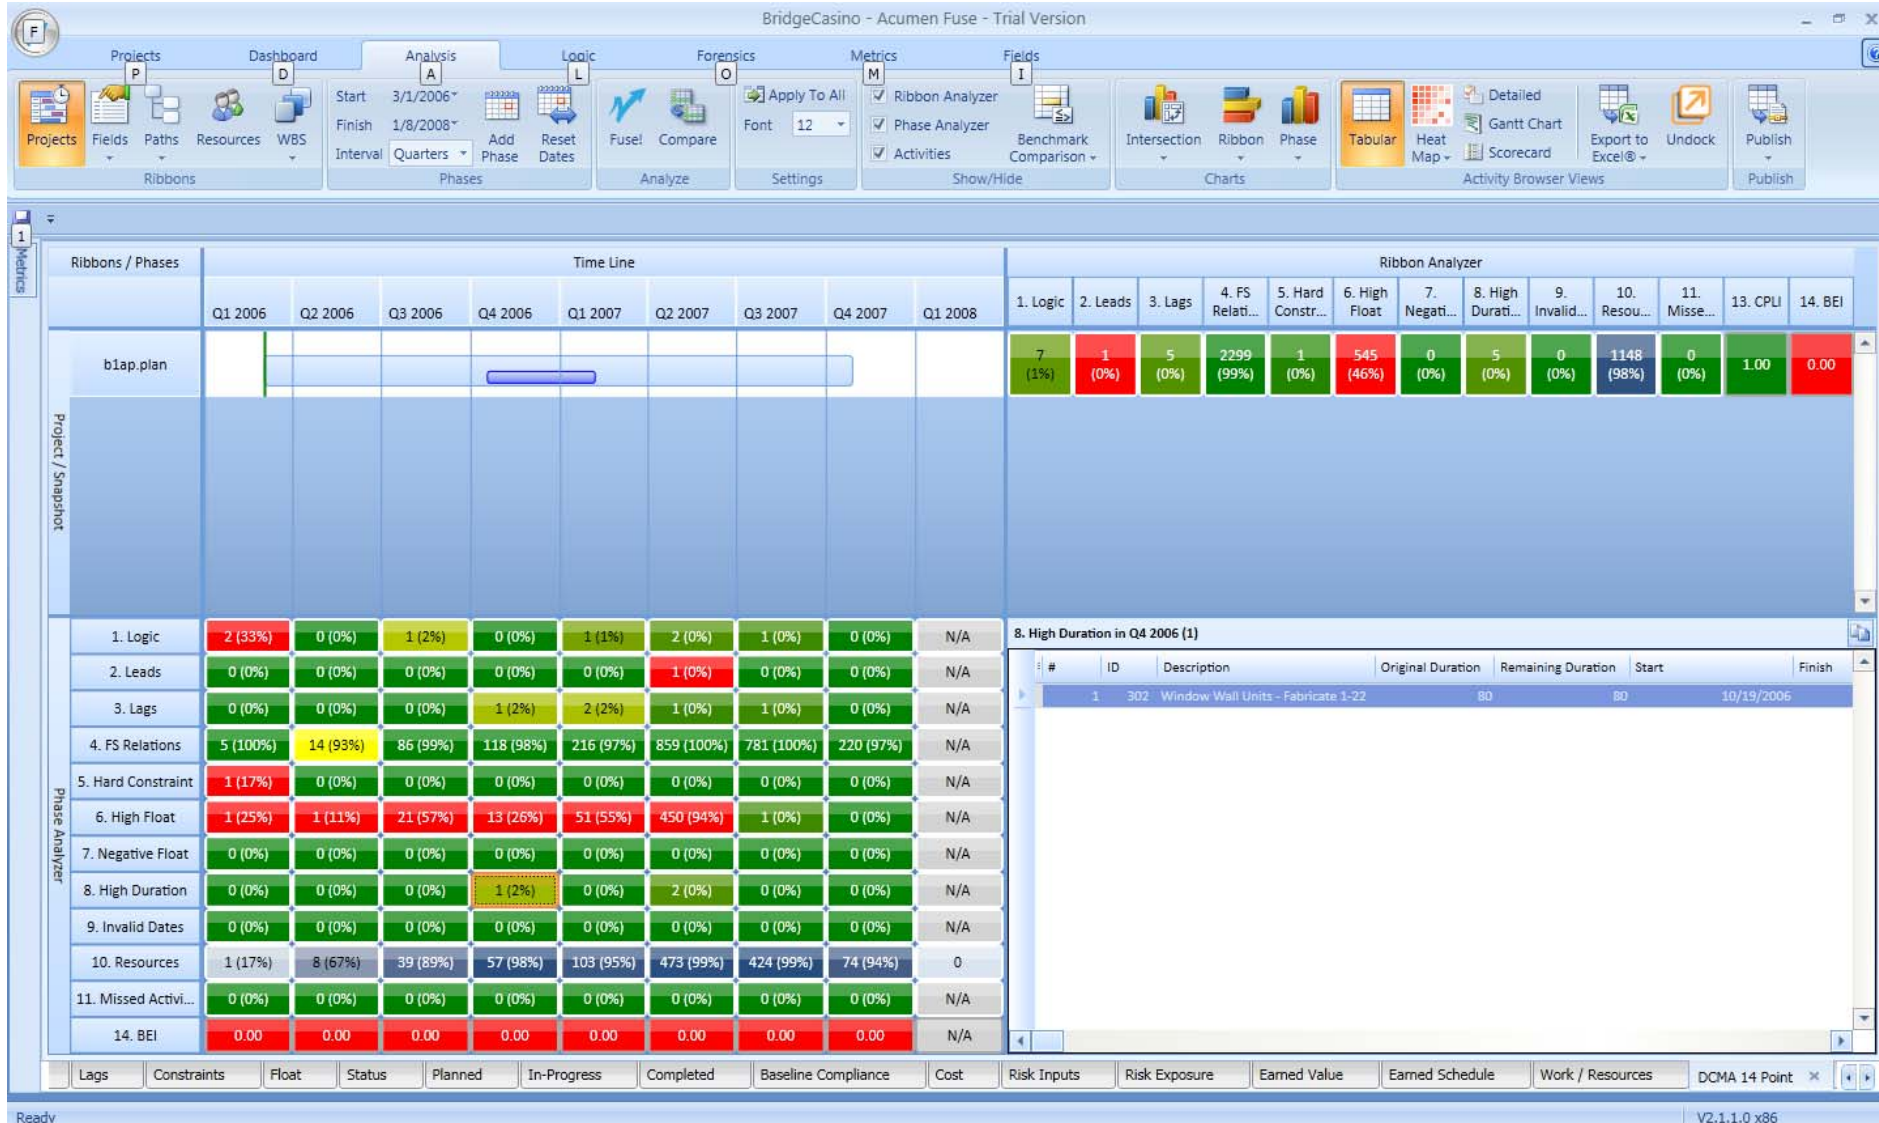 BridgeCasino - Acumen Fuse - Trial Version
F
Projects Dashboard Analysis Logic Forensics Metrics Fields
P D A L O M I
Projects Fields Paths Resources WBS
Ribbons
Start 3/1/2006
Finish 1/8/2008
Interval Quarters
Add Phase
Reset Dates
Phases
Fuse! Compare
Analyze
Apply To All
Font 12
Settings
Ribbon Analyzer
Phase Analyzer
Activities
Benchmark Comparison
Show/Hide
Intersection Ribbon Phase
Charts
Tabular Heat Map
Detailed
Gantt Chart
Scorecard
Export to Excel®
Undock
Activity Browser Views
Publish
Publish
1
Metrics
Ribbons / Phases Time Line Ribbon Analyzer
Q1 2006 Q2 2006 Q3 2006 Q4 2006 Q1 2007 Q2 2007 Q3 2007 Q4 2007 Q1 2008
1. Logic 2. Leads 3. Lags 4. FS Relati... 5. Hard Constr... 6. High Float 7. Negati... 8. High Durati... 9. Invalid... 10. Resou... 11. Misse... 13. CPLI 14. BEI
Project / Snapshot
b1ap.plan
7 (1%) 1 (0%) 5 (0%) 2299 (99%) 1 (0%) 545 (46%) 0 (0%) 5 (0%) 0 (0%) 1148 (98%) 0 (0%) 1.00 0.00
Phase Analyzer
1. Logic 2 (33%) 0 (0%) 1 (2%) 0 (0%) 1 (1%) 2 (0%) 1 (0%) 0 (0%) N/A
2. Leads 0 (0%) 0 (0%) 0 (0%) 0 (0%) 0 (0%) 1 (0%) 0 (0%) 0 (0%) N/A
3. Lags 0 (0%) 0 (0%) 0 (0%) 1 (2%) 2 (2%) 1 (0%) 1 (0%) 0 (0%) N/A
4. FS Relations 5 (100%) 14 (93%) 86 (99%) 118 (98%) 216 (97%) 859 (100%) 781 (100%) 220 (97%) N/A
5. Hard Constraint 1 (17%) 0 (0%) 0 (0%) 0 (0%) 0 (0%) 0 (0%) 0 (0%) 0 (0%) N/A
6. High Float 1 (25%) 1 (11%) 21 (57%) 13 (26%) 51 (55%) 450 (94%) 1 (0%) 0 (0%) N/A
7. Negative Float 0 (0%) 0 (0%) 0 (0%) 0 (0%) 0 (0%) 0 (0%) 0 (0%) 0 (0%) N/A
8. High Duration 0 (0%) 0 (0%) 0 (0%) 1 (2%) 0 (0%) 2 (0%) 0 (0%) 0 (0%) N/A
9. Invalid Dates 0 (0%) 0 (0%) 0 (0%) 0 (0%) 0 (0%) 0 (0%) 0 (0%) 0 (0%) N/A
10. Resources 1 (17%) 8 (67%) 39 (89%) 57 (98%) 103 (95%) 473 (99%) 424 (99%) 74 (94%) 0
11. Missed Activi... 0 (0%) 0 (0%) 0 (0%) 0 (0%) 0 (0%) 0 (0%) 0 (0%) 0 (0%) N/A
14. BEI 0.00 0.00 0.00 0.00 0.00 0.00 0.00 0.00 N/A
8. High Duration in Q4 2006 (1)
# ID Description Original Duration Remaining Duration Start Finish
1 302 Window Wall Units - Fabricate 1-22 80 80 10/19/2006
Lags Constraints Float Status Planned In-Progress Completed Baseline Compliance Cost Risk Inputs Risk Exposure Earned Value Earned Schedule Work / Resources DCMA 14 Point
Ready V2.1.1.0 x86